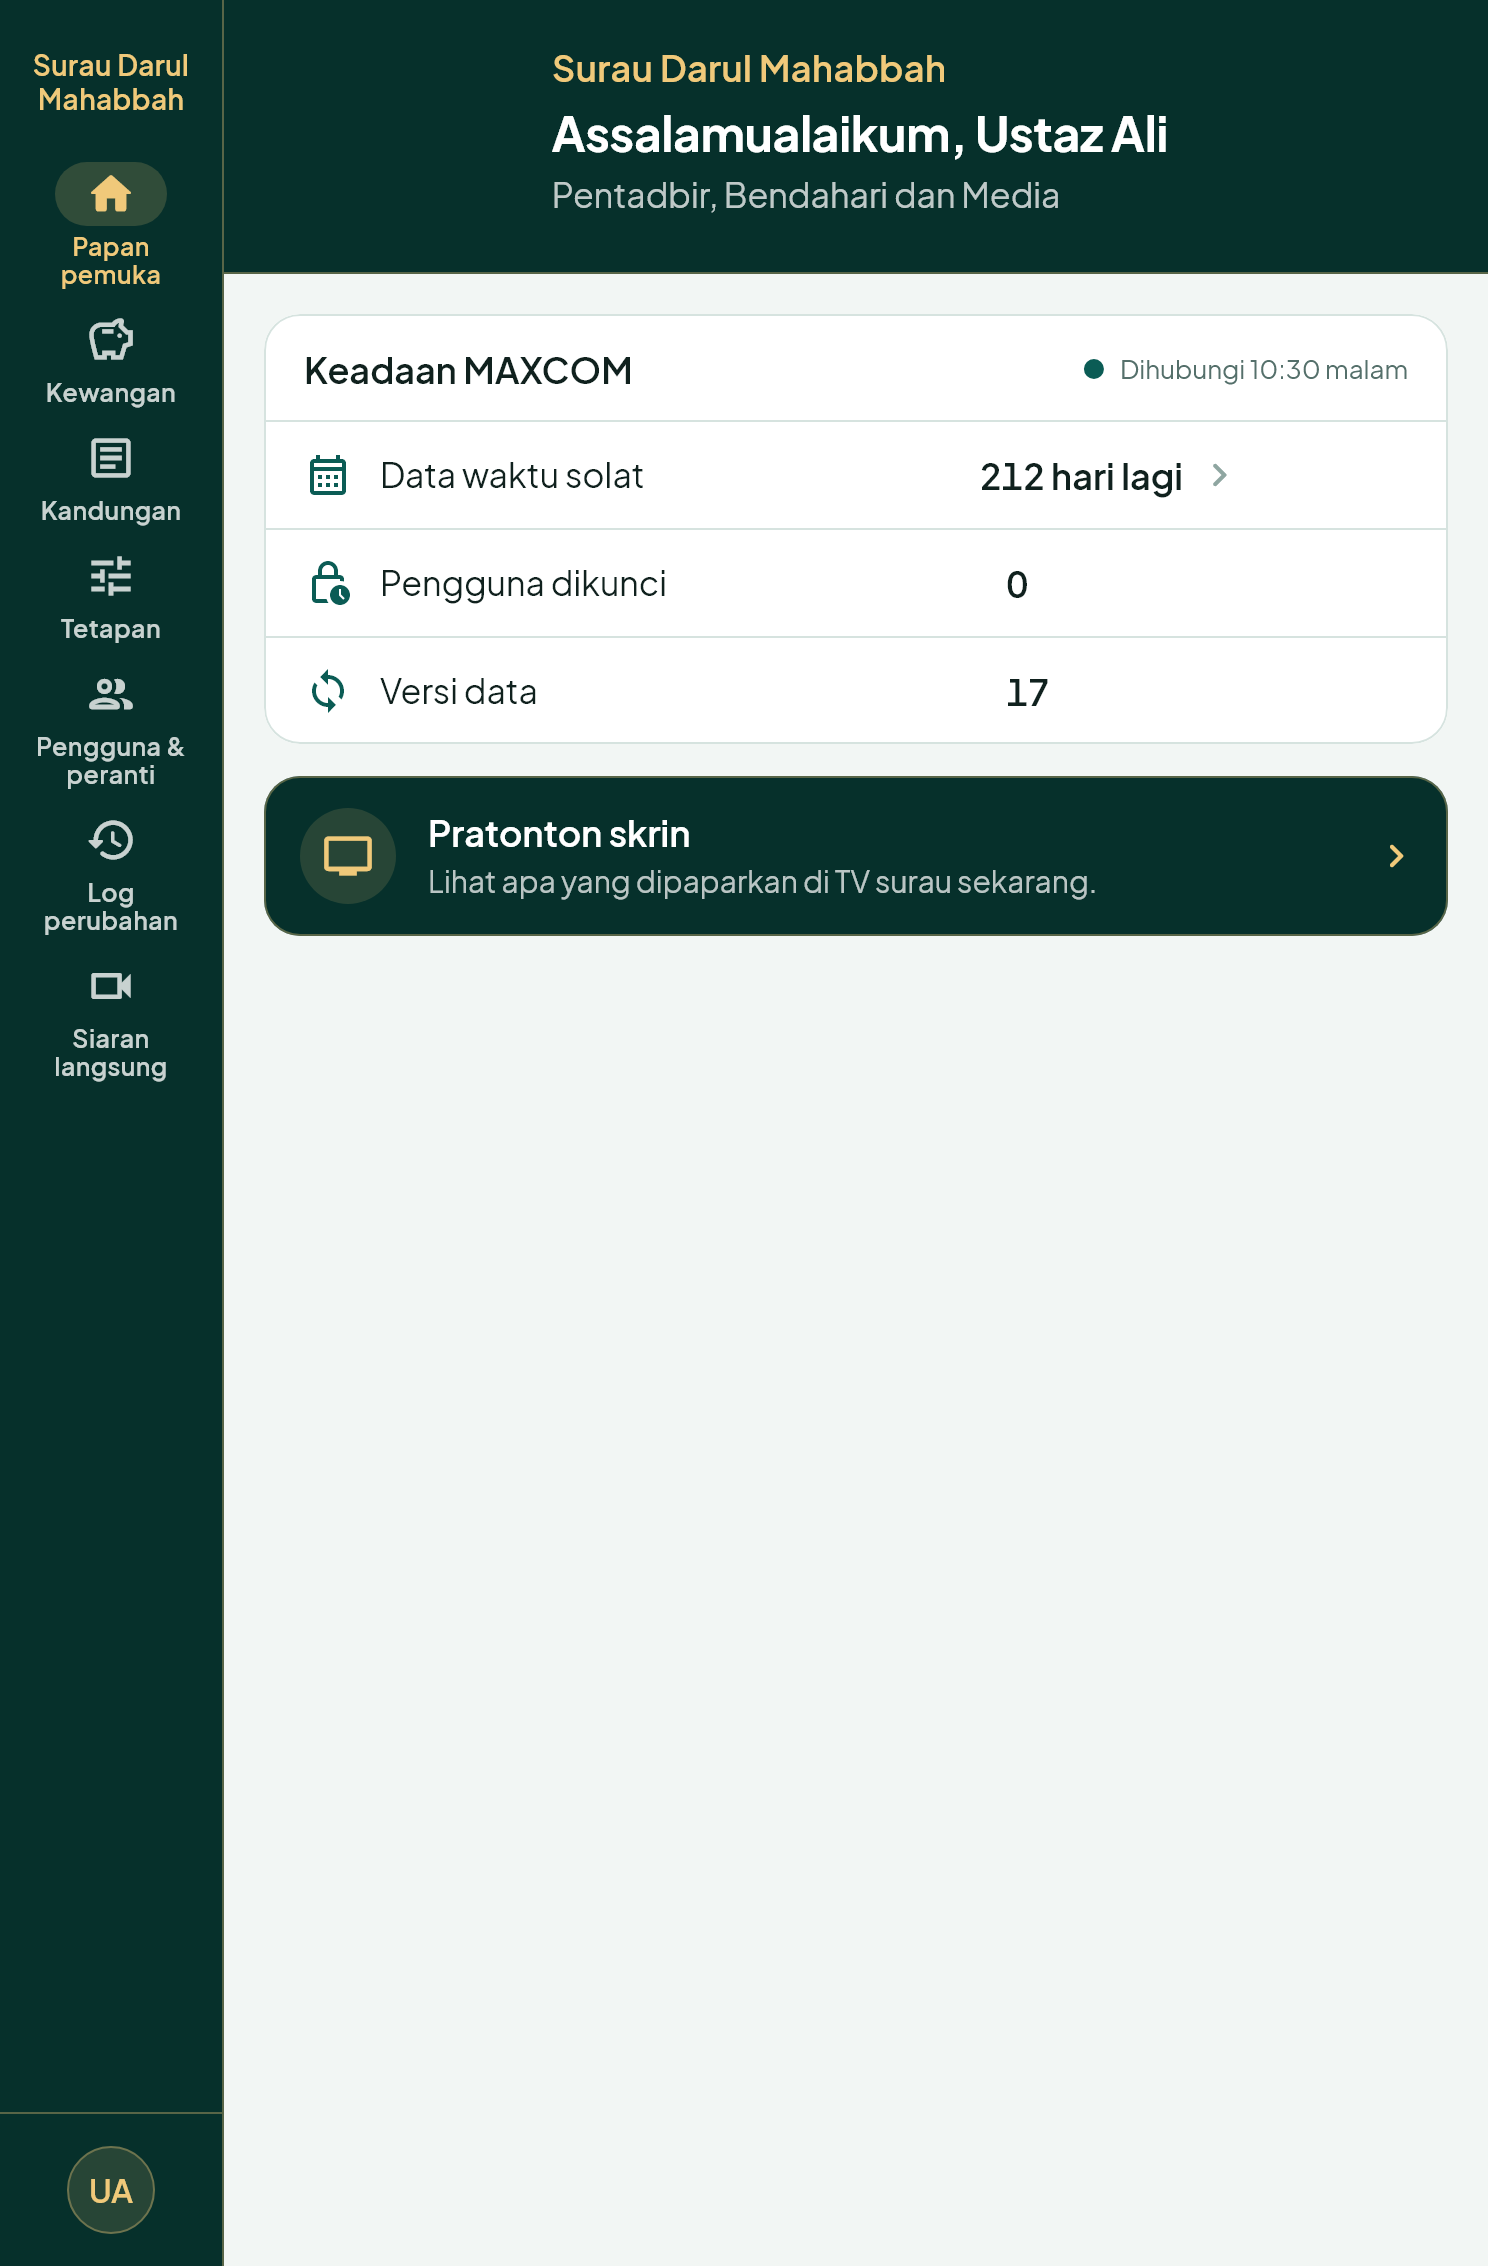 Surau Darul
Mahabbah
Papan
pemuka
Kewangan
Kandungan
Tetapan
Pengguna &
peranti
Log
perubahan
Siaran
langsung
UA
Surau Darul Mahabbah
Assalamualaikum, Ustaz Ali
Pentadbir, Bendahari dan Media
Keadaan MAXCOM
Dihubungi 10:30 malam
Data waktu solat
212 hari lagi
Pengguna dikunci
0
Versi data
17
Pratonton skrin
Lihat apa yang dipaparkan di TV surau sekarang.